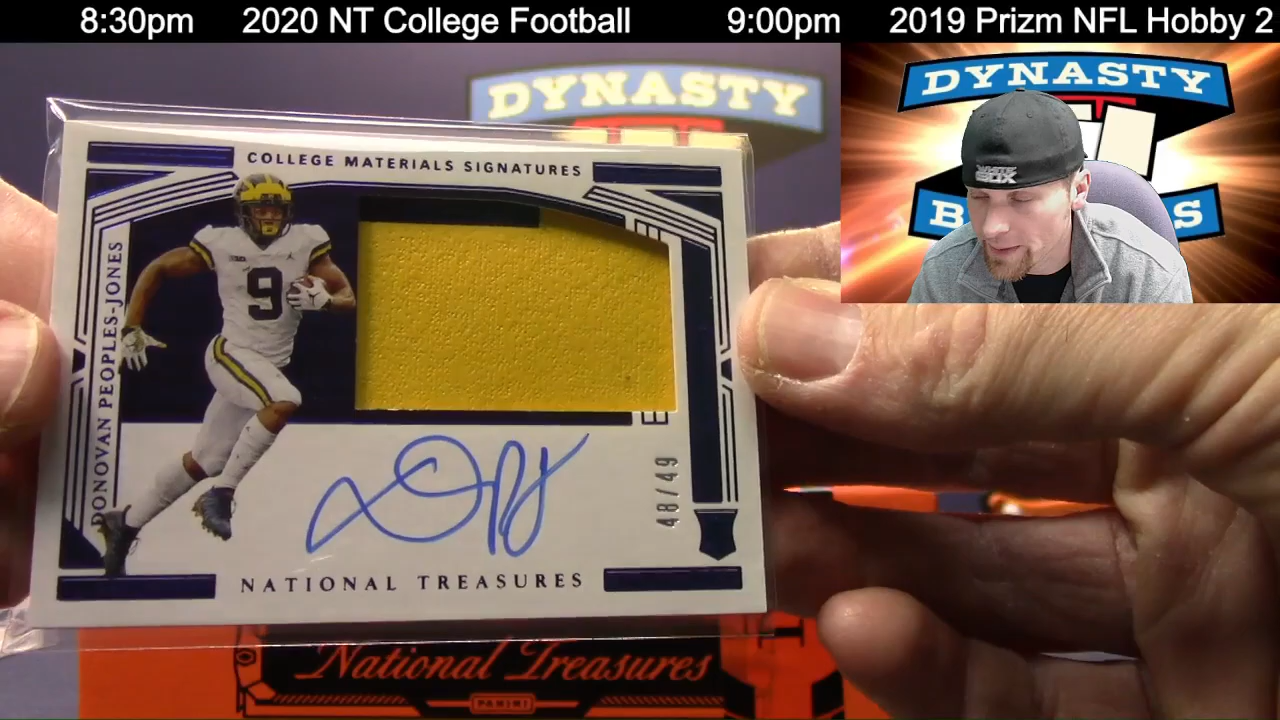 8:30pm 2020 NT College Football 9:00pm 2019 Prizm NFL Hobby 2
DYNASTY
DYNASTY
COLLEGE MATERIALS SIGNATURES
DONOVAN PEOPLES-JONES
9
48/49
NATIONAL TREASURES
National Treasures
PANINI